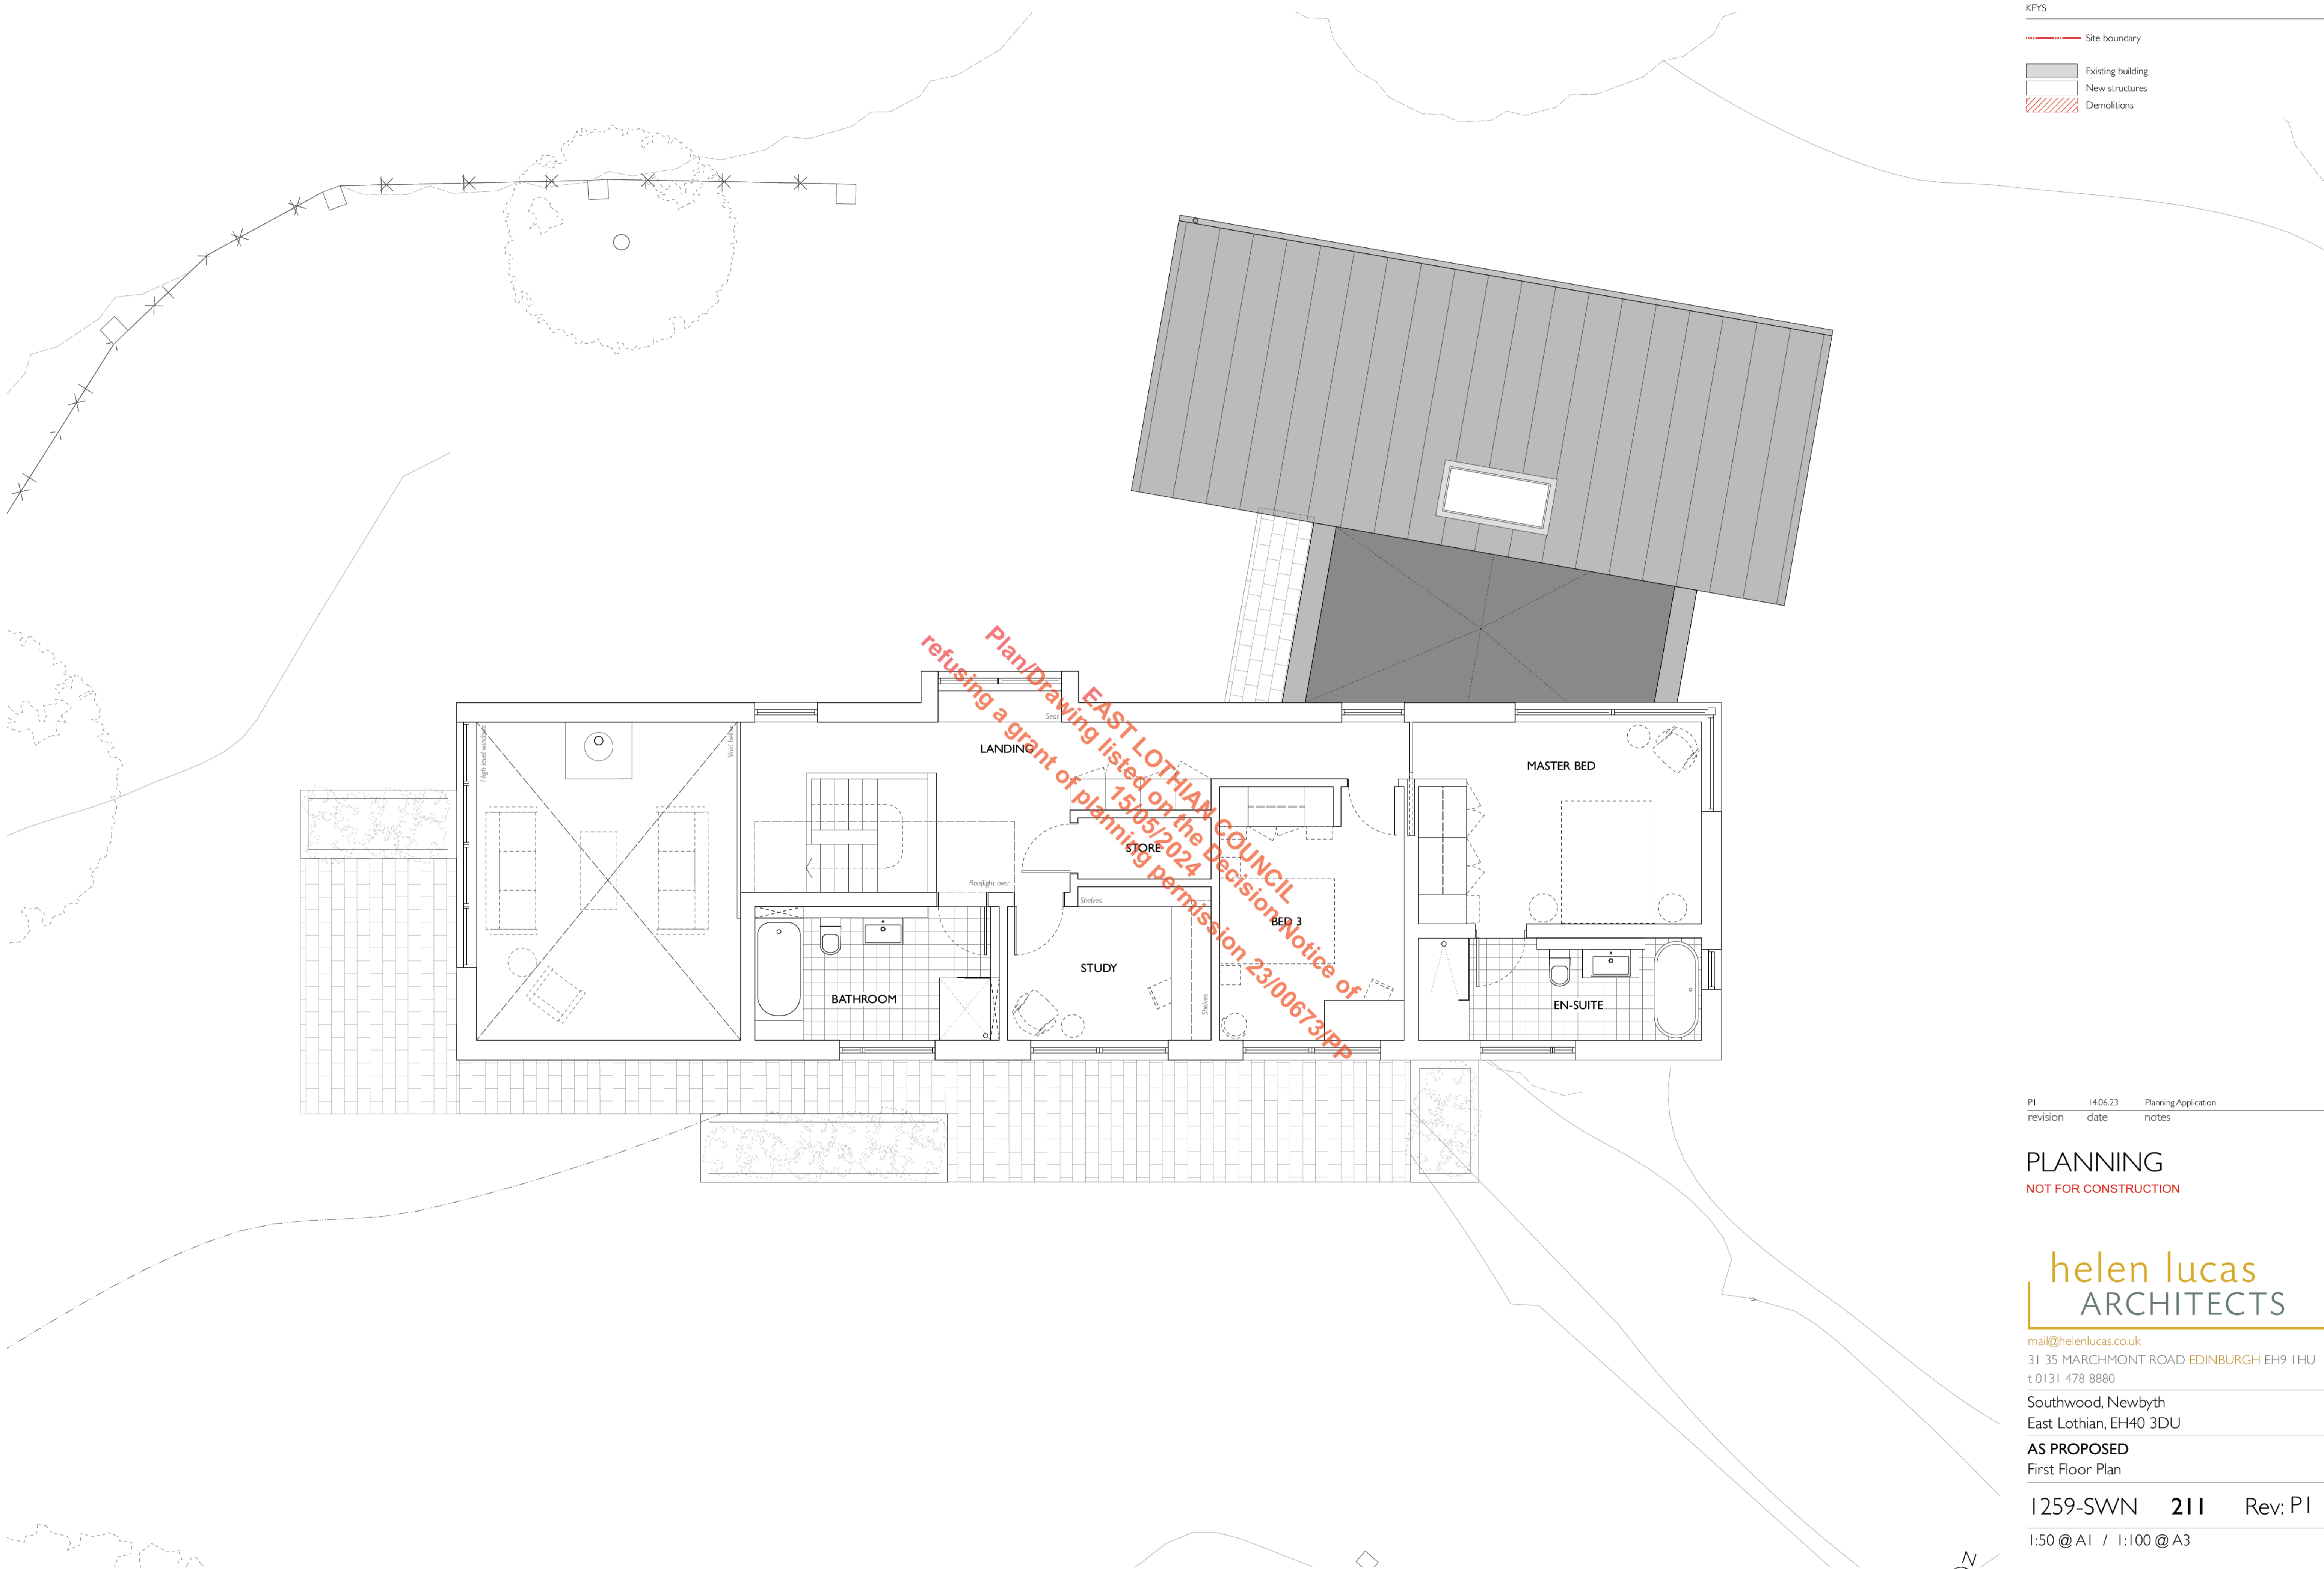 KEYS
Site boundary
Existing building
New structures
Demolitions
EAST LOTHIAN COUNCIL
Plan/Drawing listed on the Decision Notice of
15/05/2024
refusing a grant of planning permission 23/00673/PP
Seat
High level windows
Void below
LANDING
MASTER BED
STORE
Rooflight over
Shelves
BED 3
STUDY
Shelves
BATHROOM
EN-SUITE
P1 14.06.23 Planning Application
revision date notes
PLANNING
NOT FOR CONSTRUCTION
helen lucas
ARCHITECTS
mail@helenlucas.co.uk
31 35 MARCHMONT ROAD EDINBURGH EH9 1HU
t 0131 478 8880
Southwood, Newbyth
East Lothian, EH40 3DU
AS PROPOSED
First Floor Plan
1259-SWN 211 Rev: P1
1:50 @ A1 / 1:100 @ A3
N